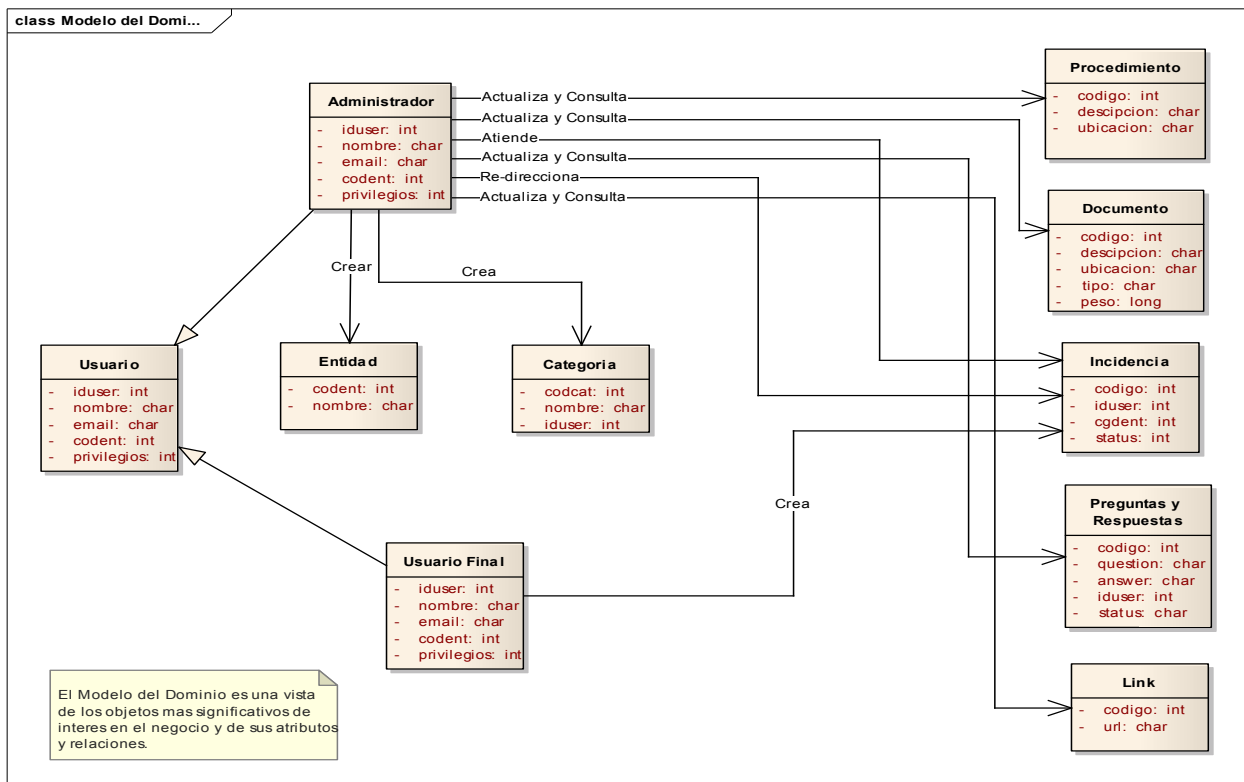 class Modelo del Domi...
Administrador
- iduser: int
- nombre: char
- email: char
- codent: int
- privilegios: int
Actualiza y Consulta
Actualiza y Consulta
Atiende
Actualiza y Consulta
Re-direcciona
Actualiza y Consulta
Procedimiento
- codigo: int
- descipcion: char
- ubicacion: char
Documento
- codigo: int
- descipcion: char
- ubicacion: char
- tipo: char
- peso: long
Crear
Crea
Usuario
- iduser: int
- nombre: char
- email: char
- codent: int
- privilegios: int
Entidad
- codent: int
- nombre: char
Categoria
- codcat: int
- nombre: char
- iduser: int
Incidencia
- codigo: int
- iduser: int
- cgdent: int
- status: int
Crea
Preguntas y
Respuestas
- codigo: int
- question: char
- answer: char
- iduser: int
- status: char
Usuario Final
- iduser: int
- nombre: char
- email: char
- codent: int
- privilegios: int
Link
- codigo: int
- url: char
El Modelo del Dominio es una vista
de los objetos mas significativos de
interes en el negocio y de sus atributos
y relaciones.